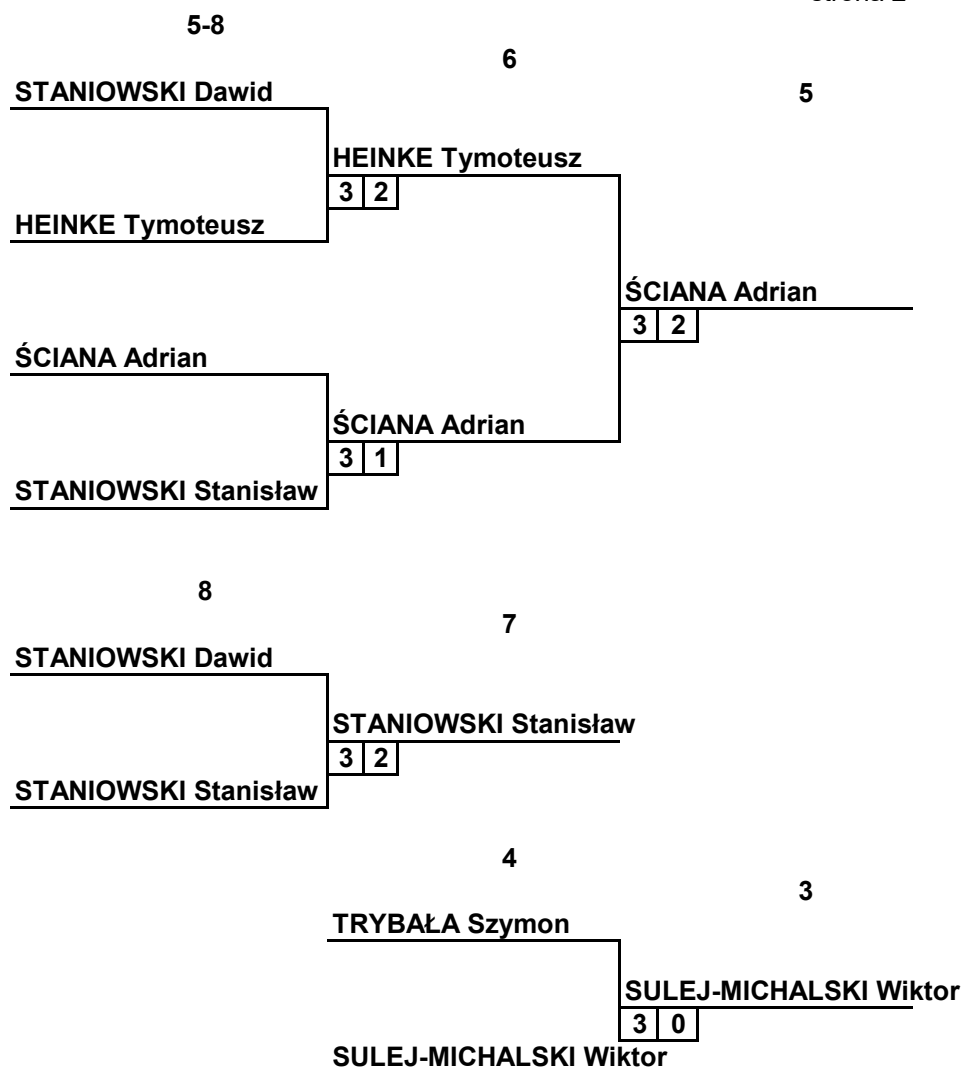 5-8
6
STANIOWSKI Dawid
5
HEINKE Tymoteusz
3 2
HEINKE Tymoteusz
ŚCIANA Adrian
3 2
ŚCIANA Adrian
ŚCIANA Adrian
3 1
STANIOWSKI Stanisław
8
7
STANIOWSKI Dawid
STANIOWSKI Stanisław
3 2
STANIOWSKI Stanisław
4
3
TRYBAŁA Szymon
SULEJ-MICHALSKI Wiktor
3 0
SULEJ-MICHALSKI Wiktor